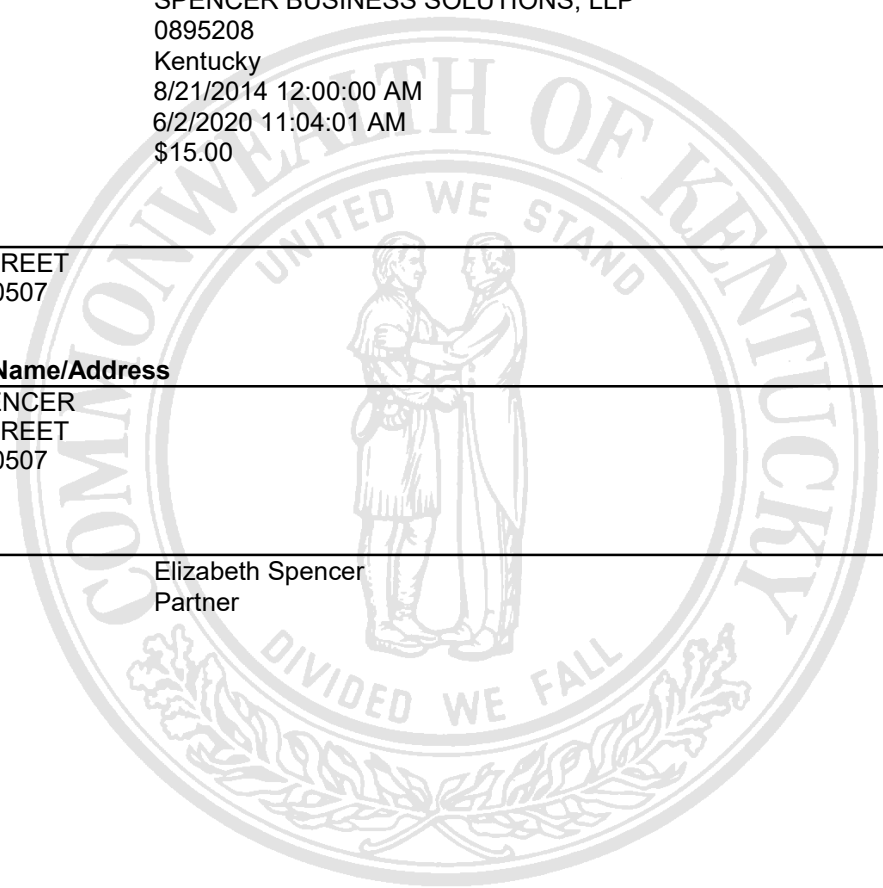 SPENCER BUSINESS SOLUTIONS, LLP
0895208
Kentucky
8/21/2014 12:00:00 AM
6/2/2020 11:04:01 AM
$15.00
REET
0507
Name/Address
ENCER
REET
0507
Elizabeth Spencer
Partner
COMMONWEALTH OF KENTUCKY
UNITED WE STAND
DIVIDED WE FALL